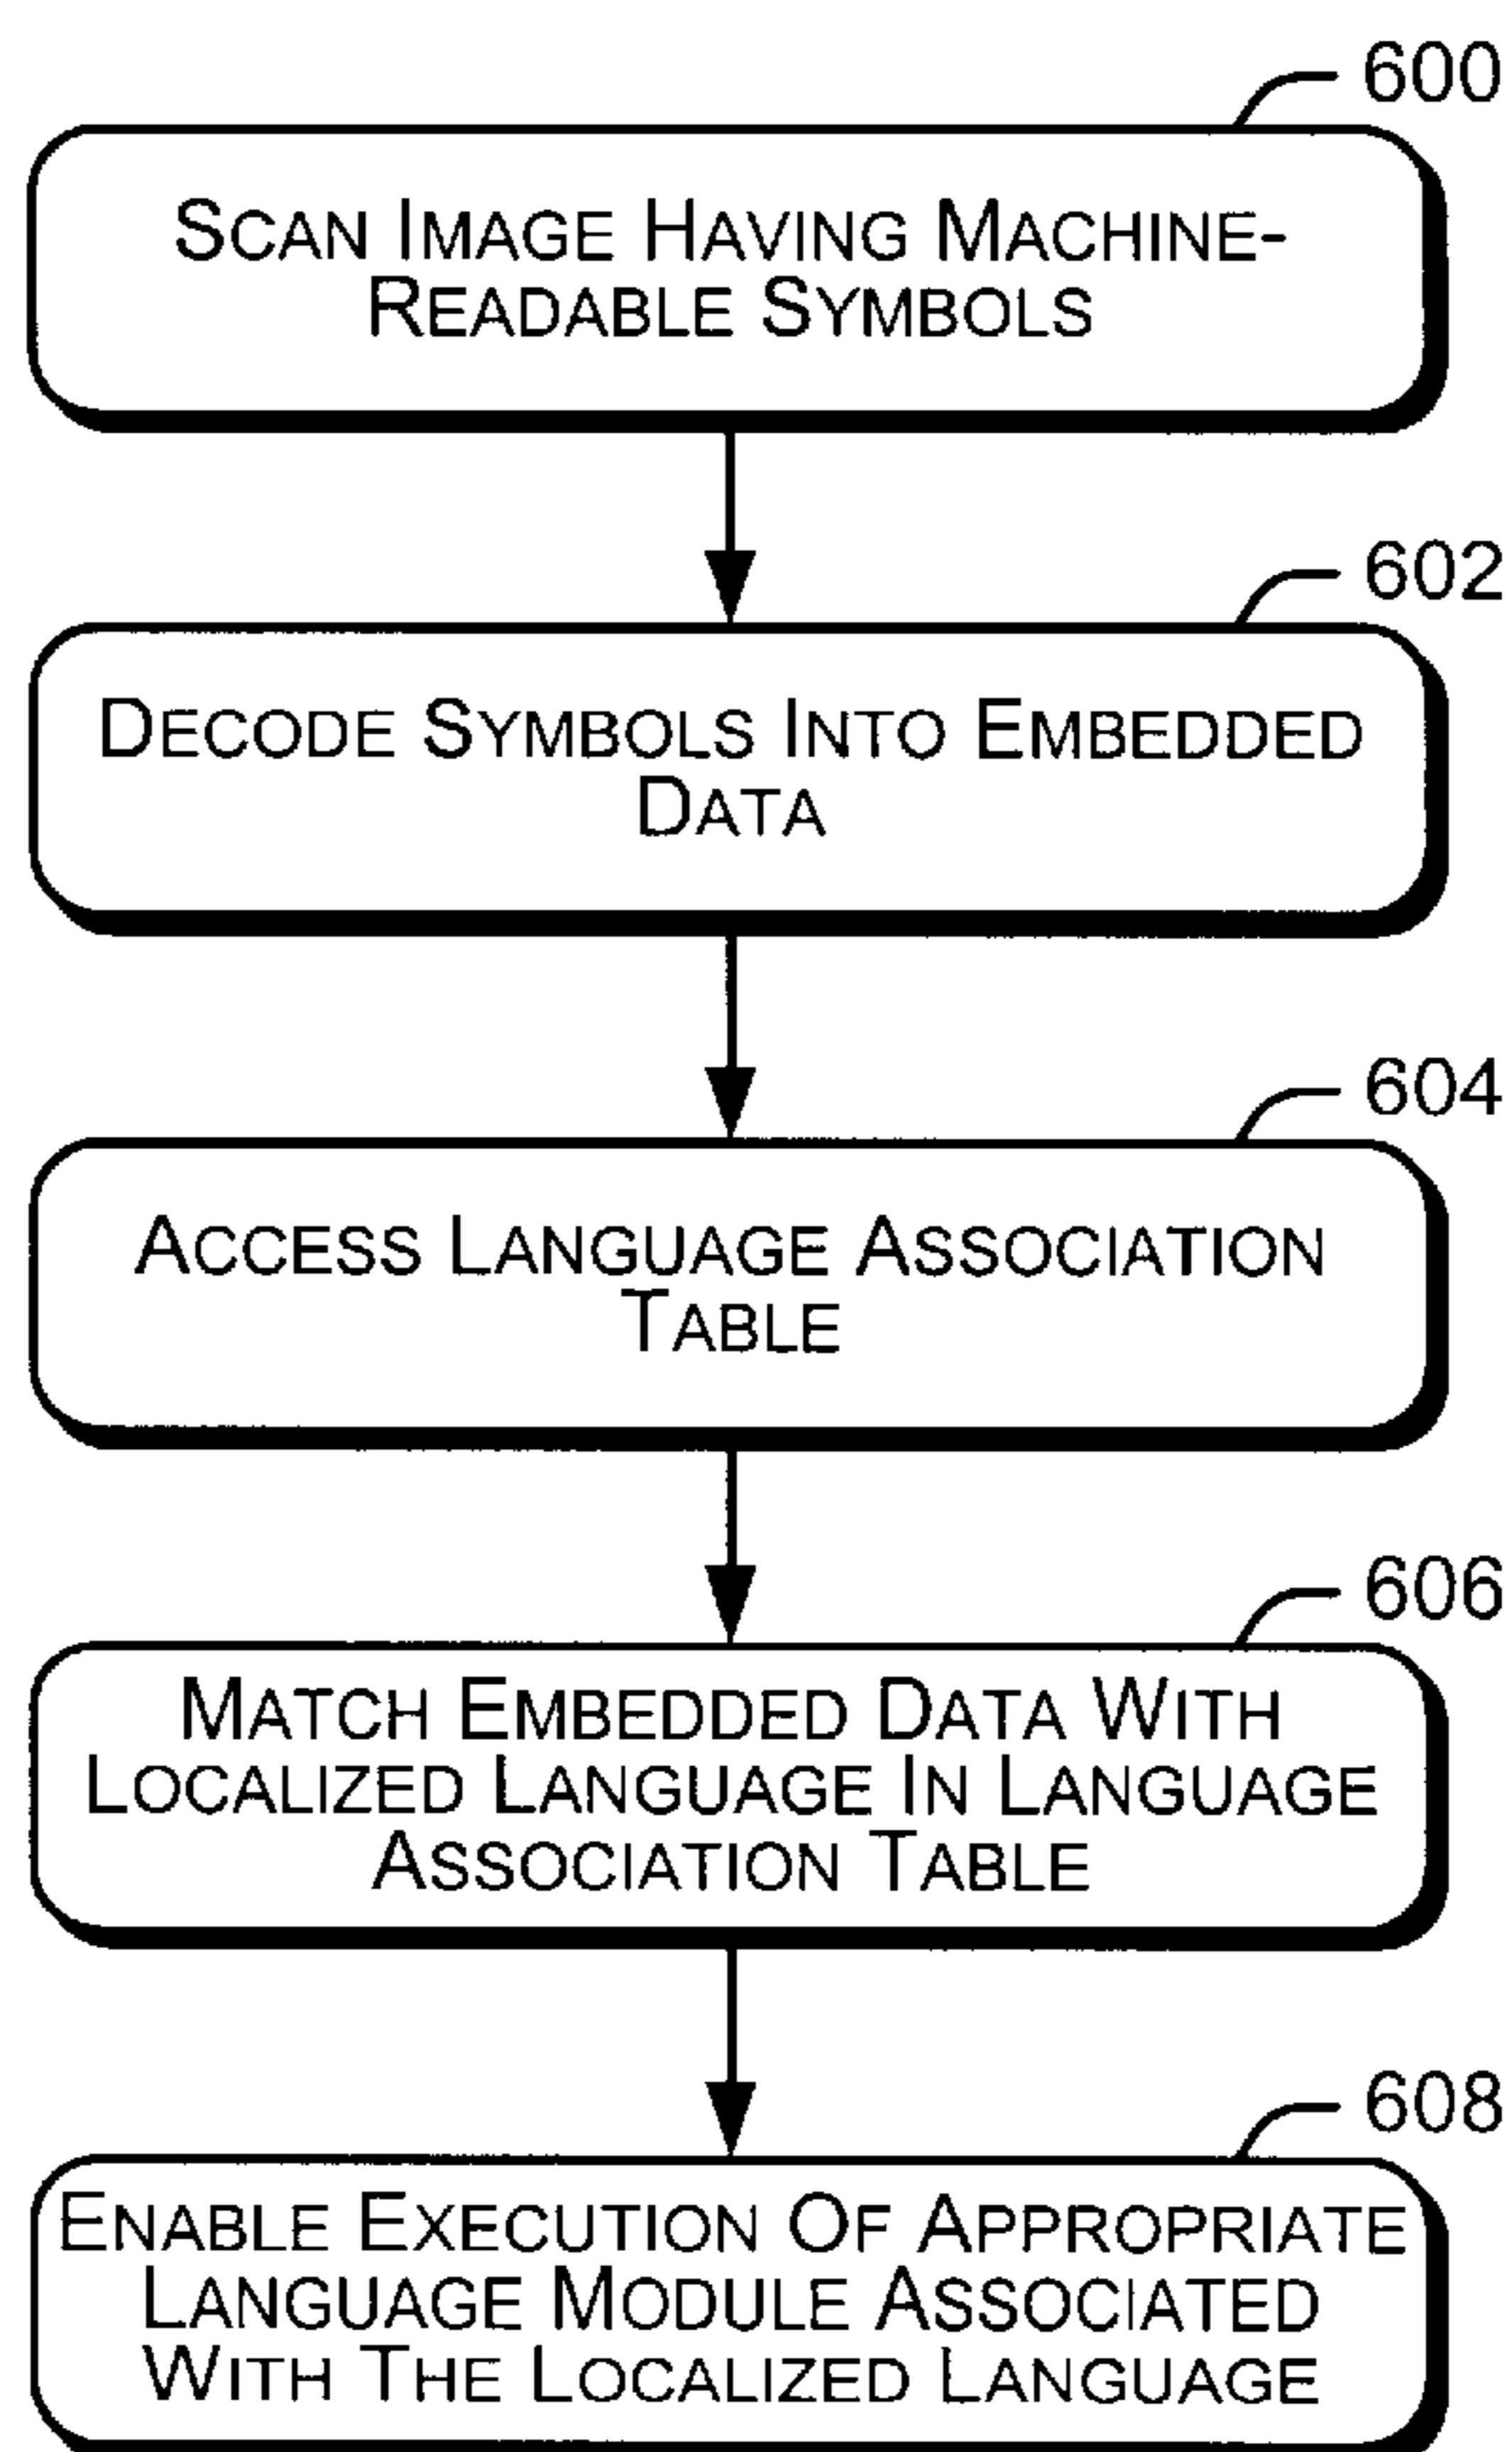 600
SCAN IMAGE HAVING MACHINE-
READABLE SYMBOLS
602
DECODE SYMBOLS INTO EMBEDDED
DATA
604
ACCESS LANGUAGE ASSOCIATION
TABLE
606
MATCH EMBEDDED DATA WITH
LOCALIZED LANGUAGE IN LANGUAGE
ASSOCIATION TABLE
608
ENABLE EXECUTION OF APPROPRIATE
LANGUAGE MODULE ASSOCIATED
WITH THE LOCALIZED LANGUAGE